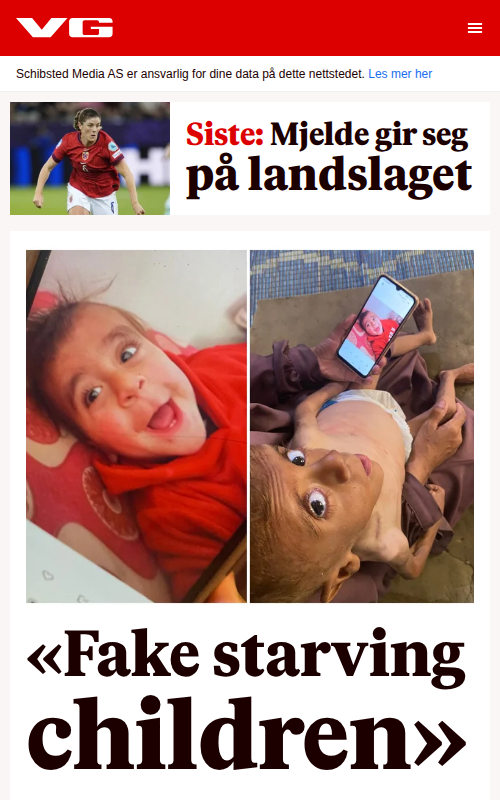 VG
Schibsted Media AS er ansvarlig for dine data på dette nettstedet. Les mer her
Siste: Mjelde gir seg
på landslaget
«Fake starving
children»